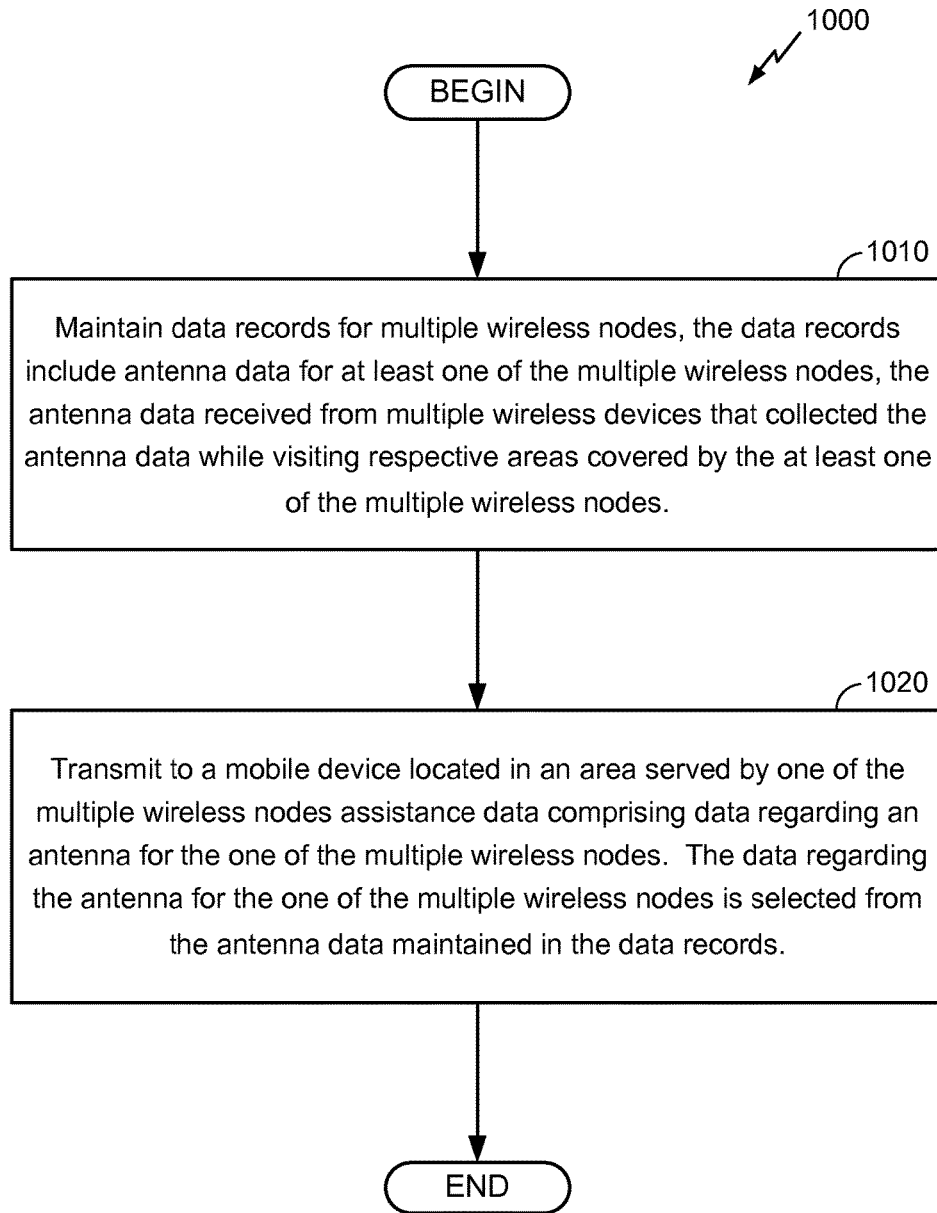 1000
BEGIN
1010
Maintain data records for multiple wireless nodes, the data records
include antenna data for at least one of the multiple wireless nodes, the
antenna data received from multiple wireless devices that collected the
antenna data while visiting respective areas covered by the at least one
of the multiple wireless nodes.
1020
Transmit to a mobile device located in an area served by one of the
multiple wireless nodes assistance data comprising data regarding an
antenna for the one of the multiple wireless nodes.  The data regarding
the antenna for the one of the multiple wireless nodes is selected from
the antenna data maintained in the data records.
END